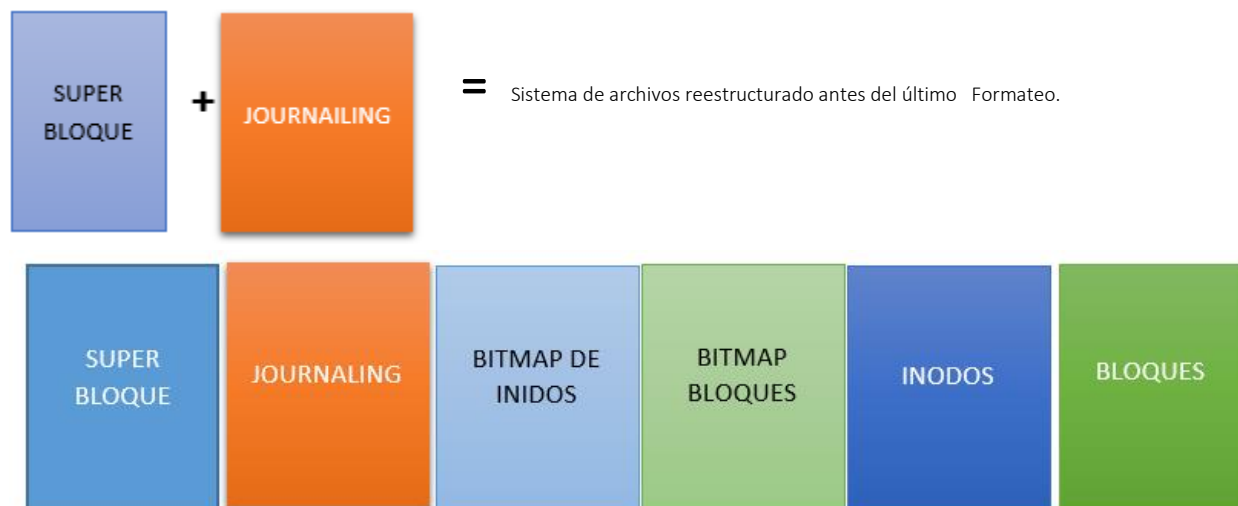 SUPER
BLOQUE
+
JOURNAILING
=
Sistema de archivos reestructurado antes del último Formateo.
SUPER
BLOQUE
JOURNALING
BITMAP DE
INIDOS
BITMAP
BLOQUES
INODOS
BLOQUES